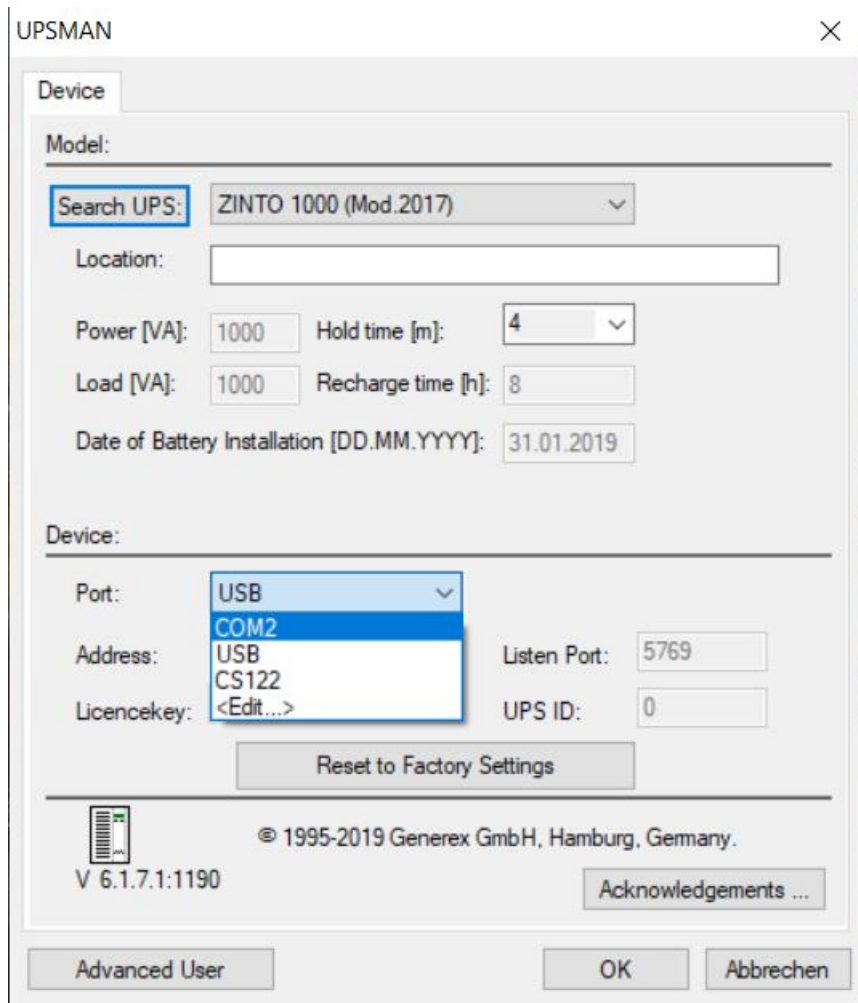 UPSMAN
Device
Model:
Search UPS: ZINTO 1000 (Mod.2017)
Location:
Power [VA]: 1000 Hold time [m]: 4
Load [VA]: 1000 Recharge time [h]: 8
Date of Battery Installation [DD.MM.YYYY]: 31.01.2019
Device:
Port: USB
COM2
Address: USB Listen Port: 5769
CS122
Licencekey: <Edit...> UPS ID: 0
Reset to Factory Settings
© 1995-2019 Generex GmbH, Hamburg, Germany.
V 6.1.7.1:1190
Acknowledgements ...
Advanced User OK Abbrechen